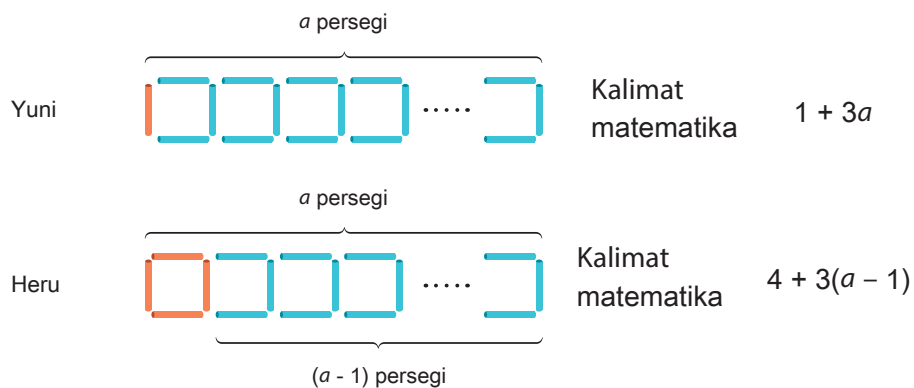 a persegi
Yuni
.....
Kalimat
matematika
1 + 3a
a persegi
Heru
.....
Kalimat
matematika
4 + 3(a – 1)
(a - 1) persegi